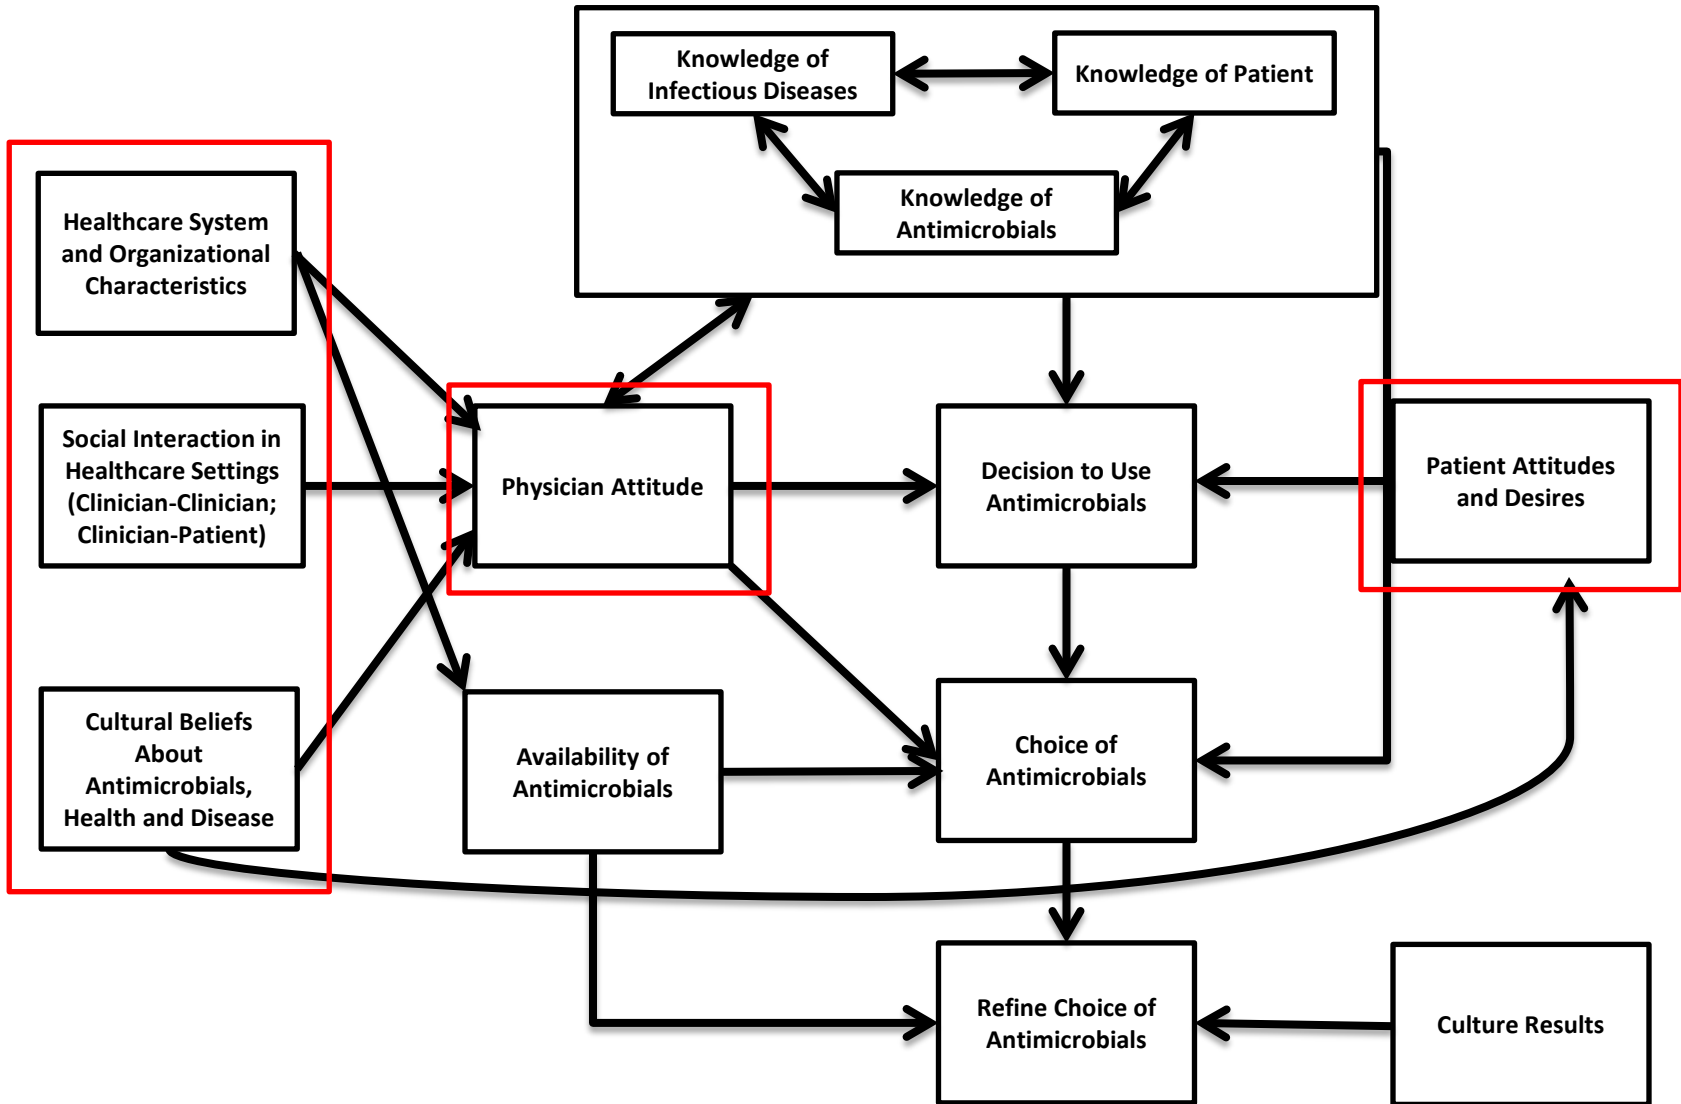 Knowledge of
Infectious Diseases
Knowledge of Patient
Knowledge of
Antimicrobials
Healthcare System
and Organizational
Characteristics
Social Interaction in
Healthcare Settings
(Clinician-Clinician;
Clinician-Patient)
Physician Attitude
Decision to Use
Antimicrobials
Patient Attitudes
and Desires
Cultural Beliefs
About
Antimicrobials,
Health and Disease
Availability of
Antimicrobials
Choice of
Antimicrobials
Refine Choice of
Antimicrobials
Culture Results